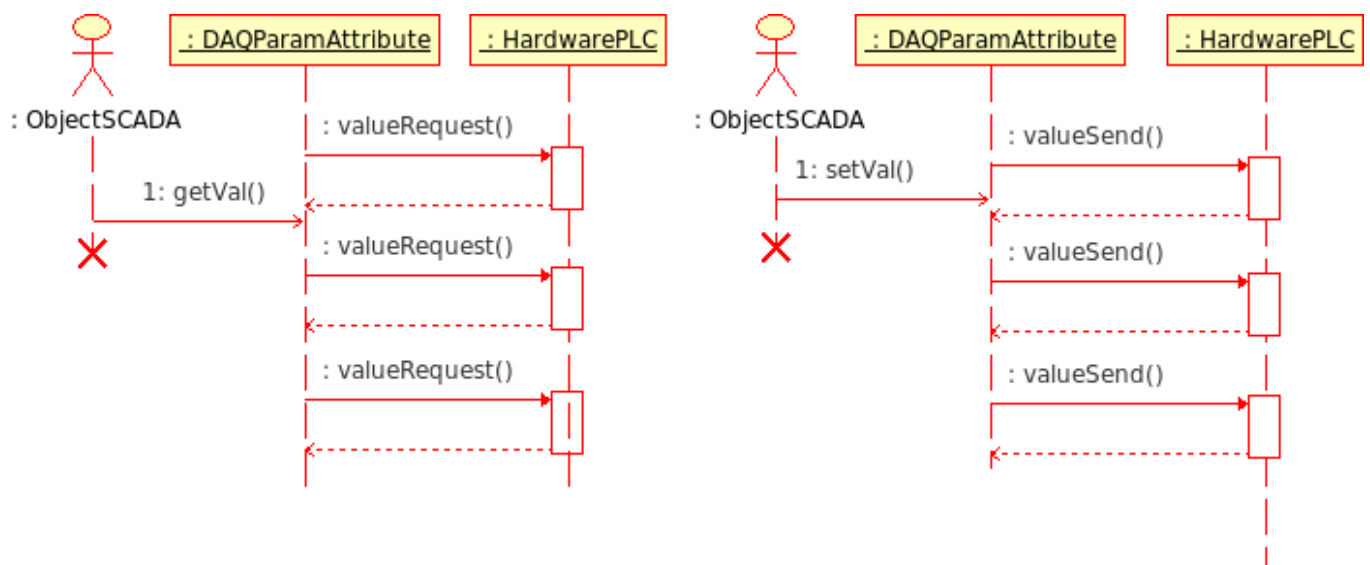 : DAQParamAttribute
: HardwarePLC
: ObjectSCADA
: valueRequest()
1: getVal()
: valueRequest()
: valueRequest()
: DAQParamAttribute
: HardwarePLC
: ObjectSCADA
: valueSend()
1: setVal()
: valueSend()
: valueSend()